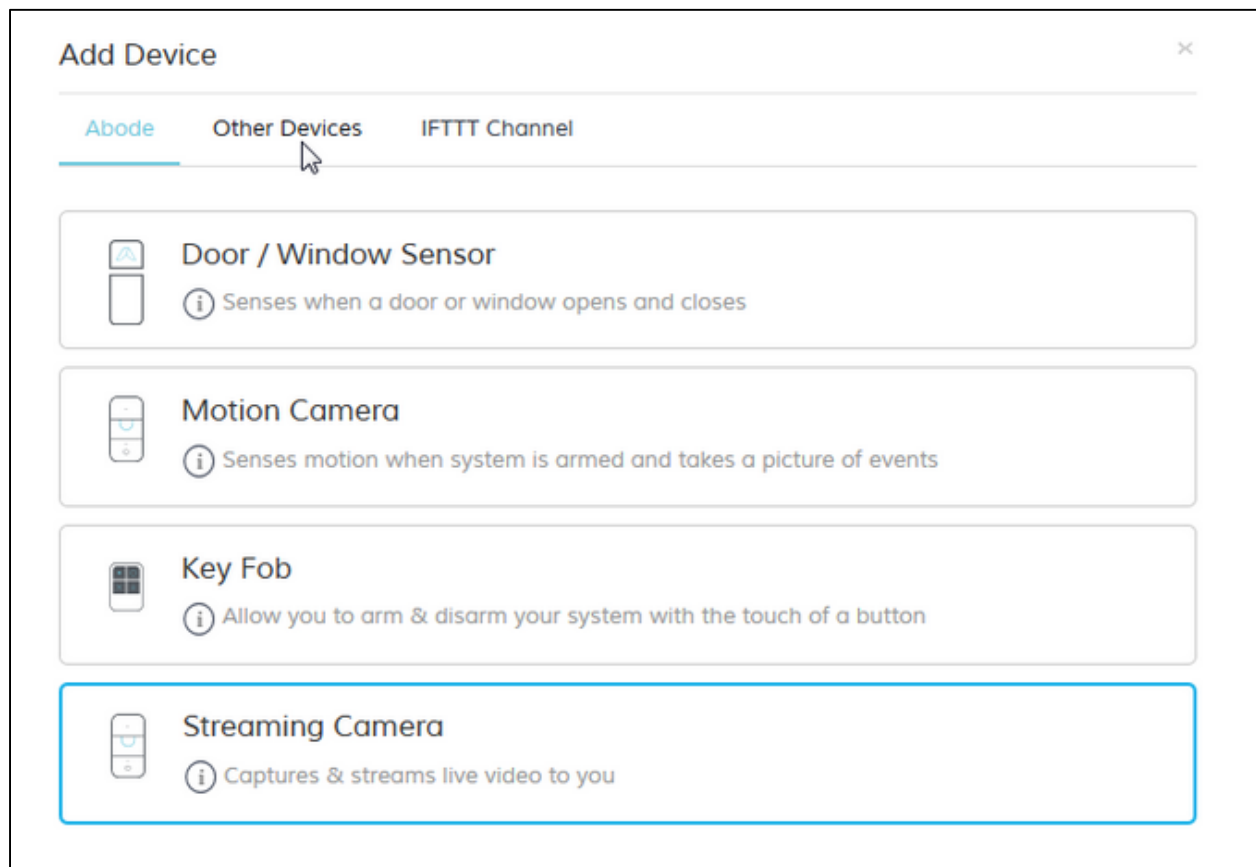 Add Device
Abode Other Devices IFTTT Channel
Door / Window Sensor
Senses when a door or window opens and closes
Motion Camera
Senses motion when system is armed and takes a picture of events
Key Fob
Allow you to arm & disarm your system with the touch of a button
Streaming Camera
Captures & streams live video to you